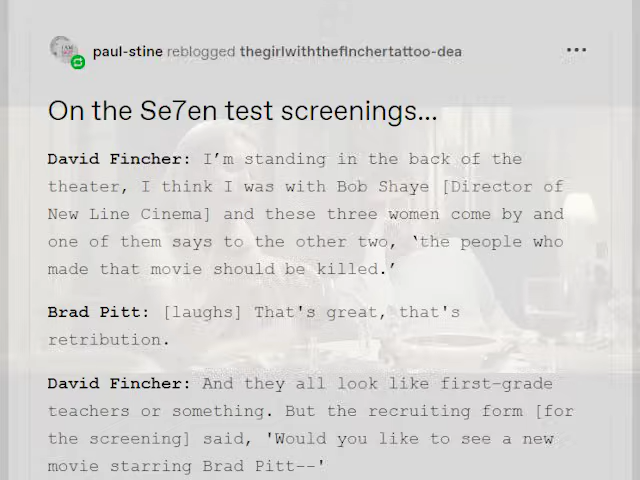 paul-stine reblogged thegirlwiththefinchertattoo-dea
On the Se7en test screenings...
David Fincher: I'm standing in the back of the
theater, I think I was with Bob Shaye [Director of
New Line Cinema] and these three women come by and
one of them says to the other two, 'the people who
made that movie should be killed.'
Brad Pitt: [laughs] That's great, that's
retribution.
David Fincher: And they all look like first-grade
teachers or something. But the recruiting form [for
the screening] said, 'Would you like to see a new
movie starring Brad Pitt--'